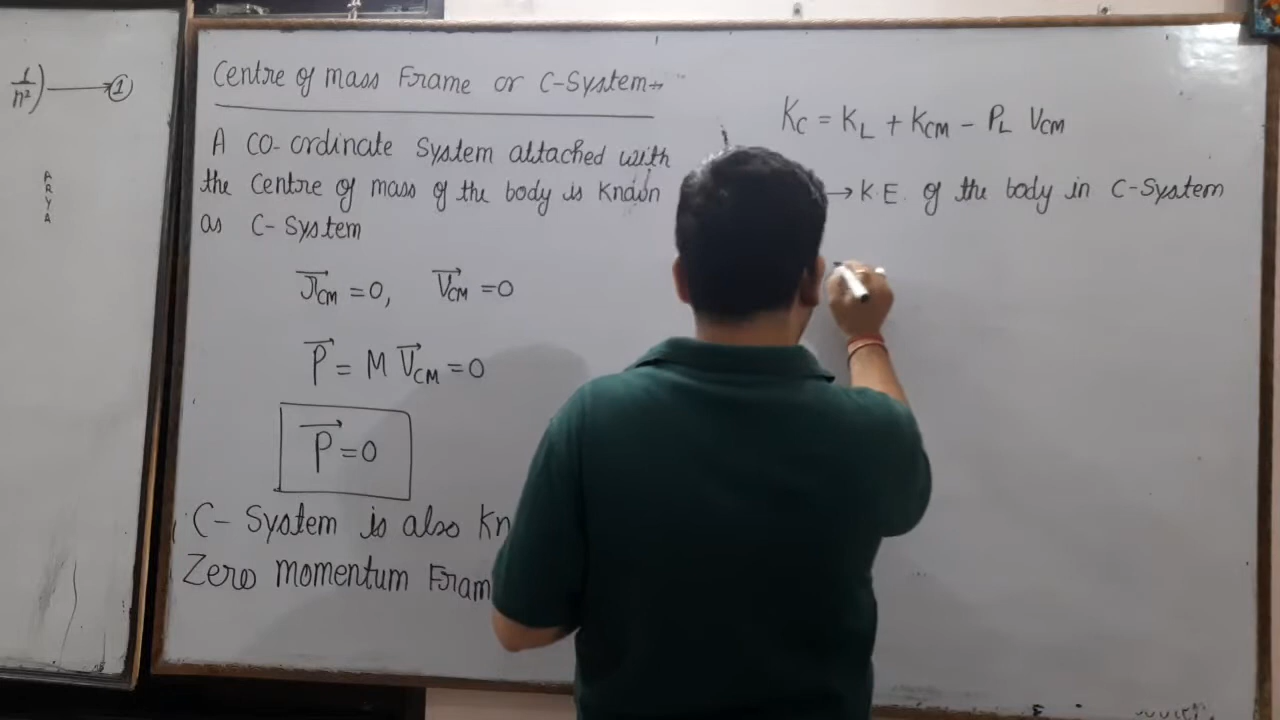 1/n²) → ①
A
R
Y
A
Centre of mass Frame or C-System→
A CO-ordinate System attached with
the Centre of mass of the body is Known
as C-System
r⃗CM = 0, V⃗CM = 0
P⃗ = M V⃗CM = 0
P⃗ = 0
C-System is also Kn
Zero momentum Fram
KC = KL + KCM – PL VCM
→ K.E. of the body in C-System